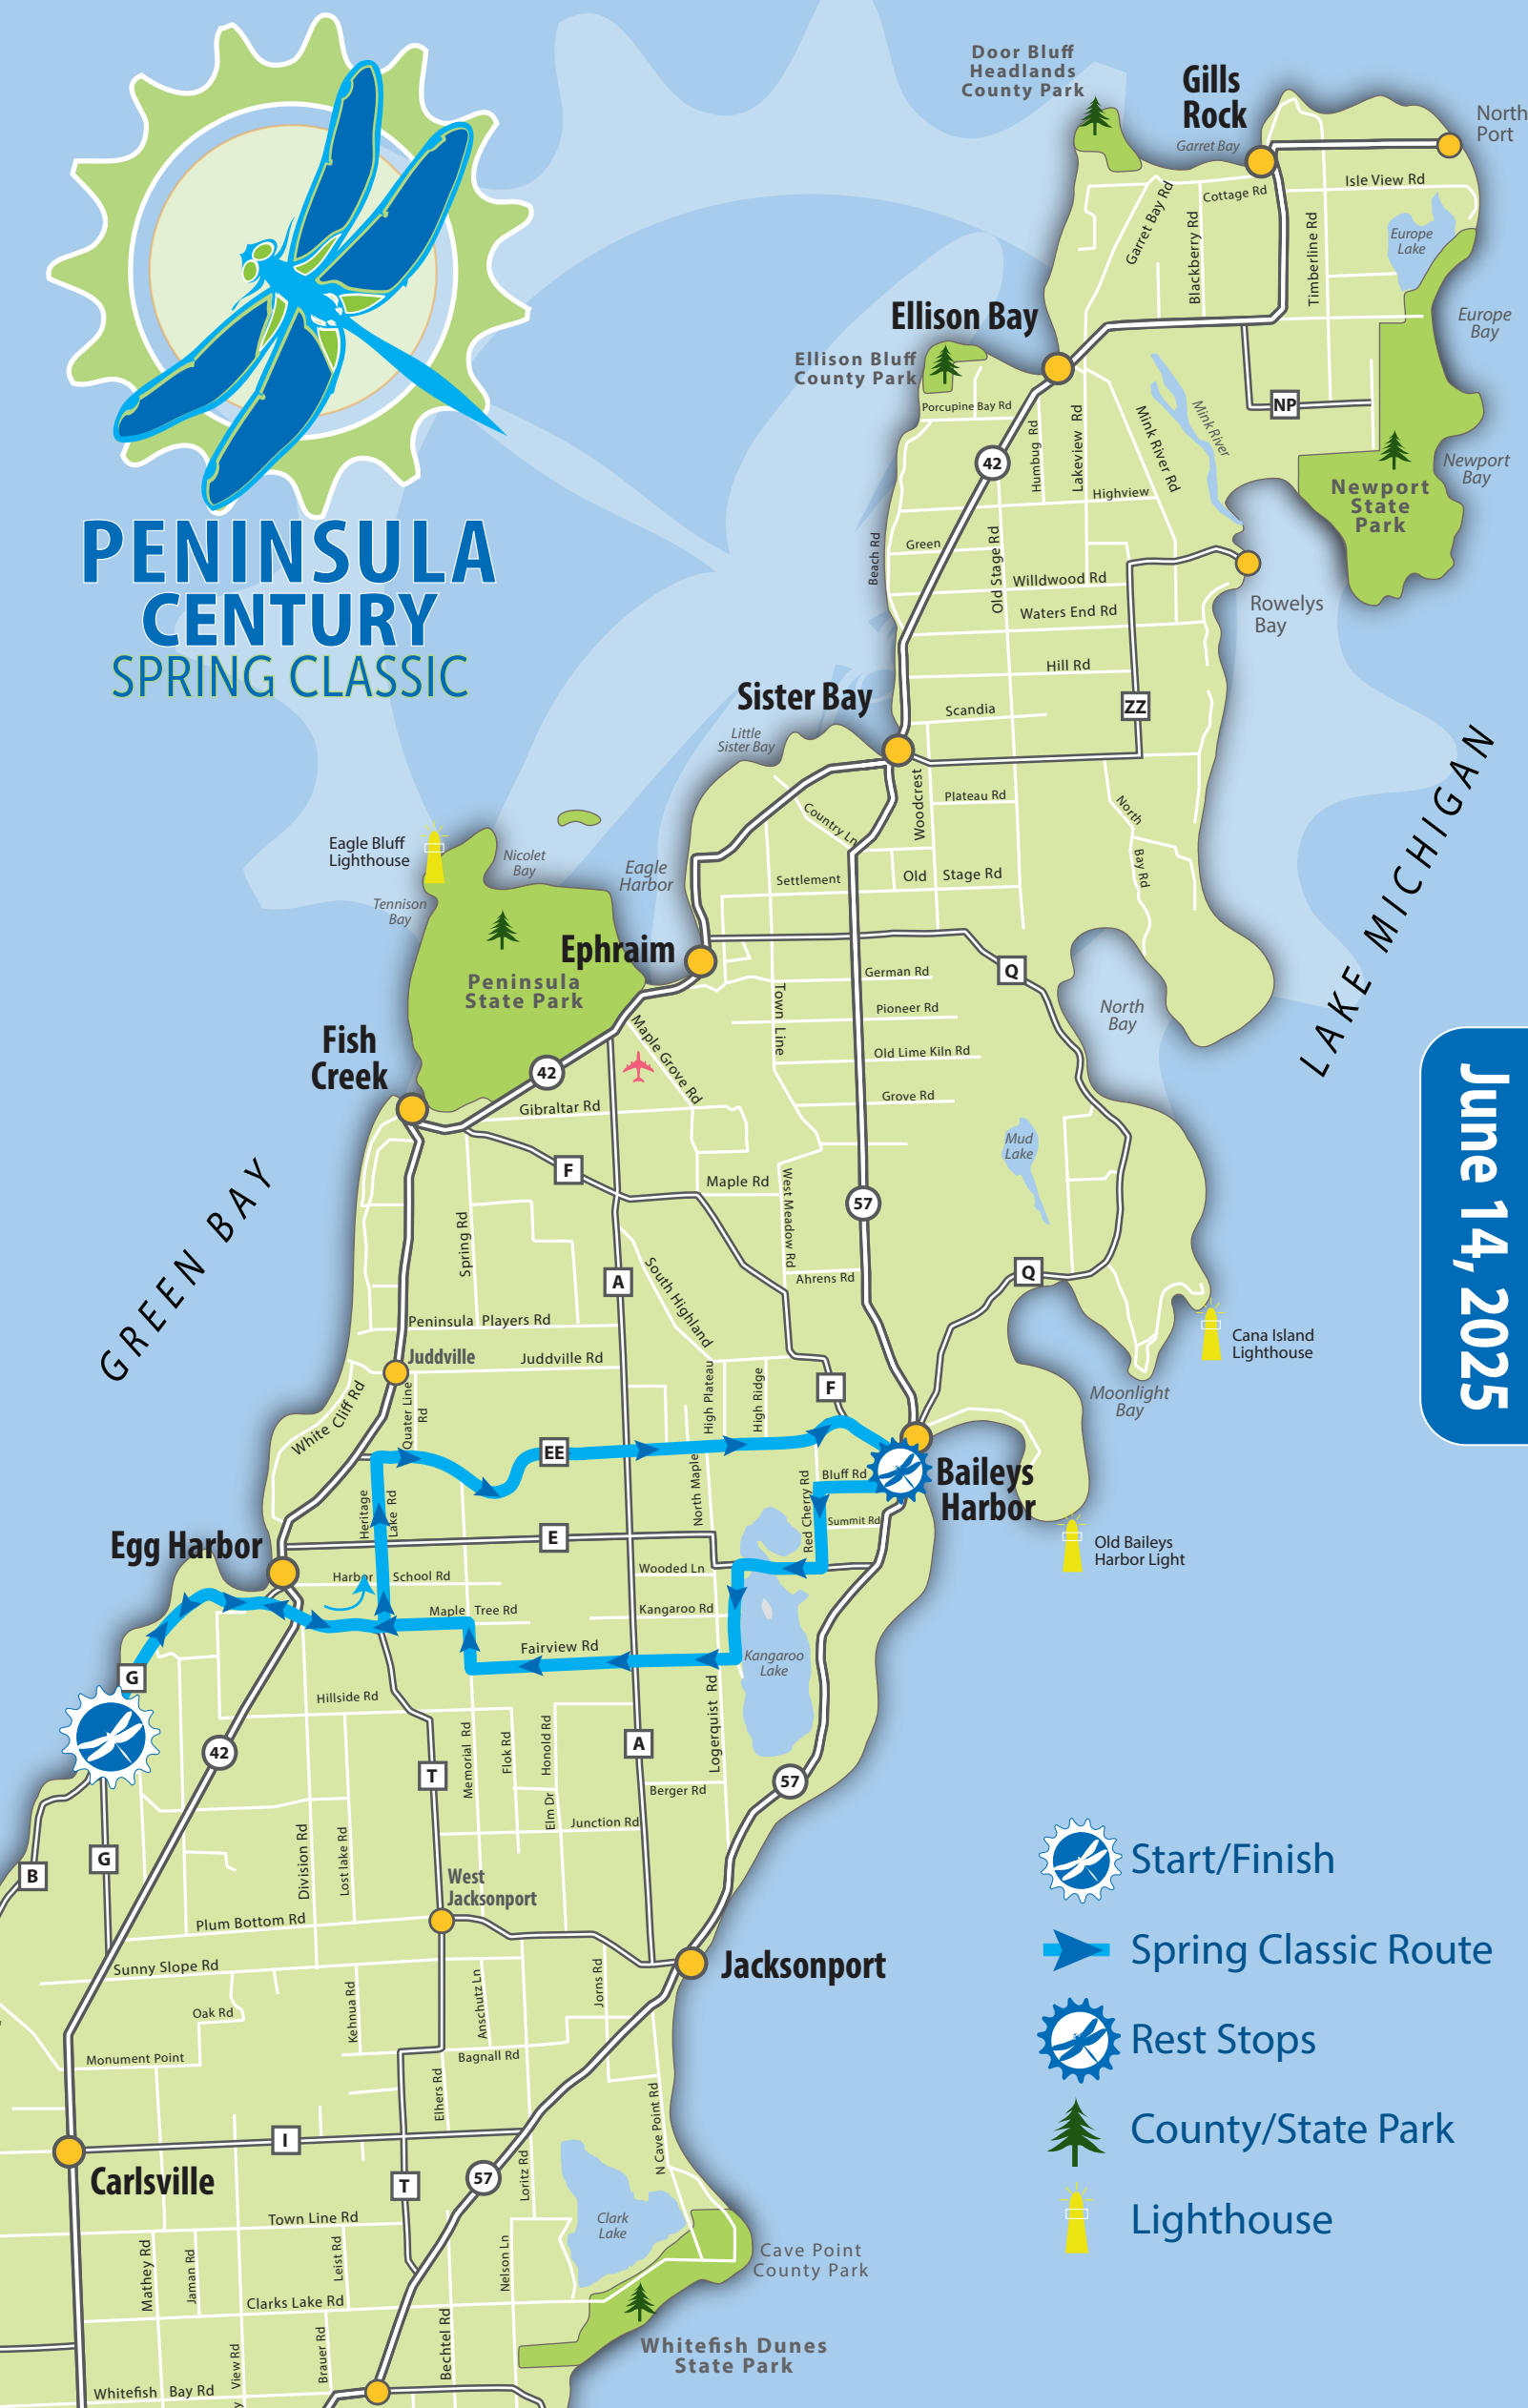 Door Bluff
Headlands
County Park
Gills
Rock
Garret Bay
North
Port
Isle View Rd
Cottage Rd
Garret Bay Rd
Blackberry Rd
Timberline Rd
Europe
Lake
Europe
Bay
Ellison Bay
Ellison Bluff
County Park
Porcupine Bay Rd
NP
Mink River
Mink River Rd
Humbug Rd
Lakeview Rd
42
Highview
Newport
Bay
Newport
State
Park
PENINSULA
CENTURY
SPRING CLASSIC
Beach Rd
Green
Old Stage Rd
Willdwood Rd
Waters End Rd
Rowelys
Bay
Hill Rd
Sister Bay
Scandia
ZZ
Little
Sister Bay
LAKE MICHIGAN
Woodcrest
Plateau Rd
North
Bay Rd
Country Ln
Eagle Bluff
Lighthouse
Nicolet
Bay
Eagle
Harbor
Settlement
Old Stage Rd
Tennison
Bay
Ephraim
Peninsula
State Park
German Rd
Q
Town Line
Pioneer Rd
North
Bay
Fish
Creek
Maple Grove Rd
Old Lime Kiln Rd
42
Gibraltar Rd
Grove Rd
June 14, 2025
Mud
Lake
F
Maple Rd
West Meadow Rd
57
GREEN BAY
Spring Rd
A
South Highland
Ahrens Rd
Q
Peninsula Players Rd
Cana Island
Lighthouse
Juddville
Juddville Rd
High Plateau
High Ridge
F
Moonlight
Bay
White Cliff Rd
Quater Line
Rd
EE
North Maple
Red Cherry Rd
Bluff Rd
Baileys
Harbor
Heritage
Lake Rd
Summit Rd
Egg Harbor
E
Old Baileys
Harbor Light
Wooded Ln
Harbor School Rd
Maple Tree Rd
Kangaroo Rd
Fairview Rd
Kangaroo
Lake
G
Hillside Rd
Logerquist Rd
42
Memorial Rd
Flok Rd
Honold Rd
A
T
57
Berger Rd
Elm Dr
Junction Rd
Division Rd
Lost lake Rd
G
B
Start/Finish
West
Jacksonport
Plum Bottom Rd
Spring Classic Route
Sunny Slope Rd
Jacksonport
Oak Rd
Kehnua Rd
Anschutz Ln
Jorns Rd
Rest Stops
Monument Point
Bagnall Rd
Elhers Rd
N Cave Point Rd
County/State Park
I
Carlsville
T
57
Loritz Rd
Lighthouse
Town Line Rd
Clark
Lake
Mathey Rd
Jaman Rd
Leist Rd
Nelson Ln
Cave Point
County Park
Clarks Lake Rd
View Rd
Brauer Rd
Bechtel Rd
Whitefish Dunes
State Park
Whitefish Bay Rd